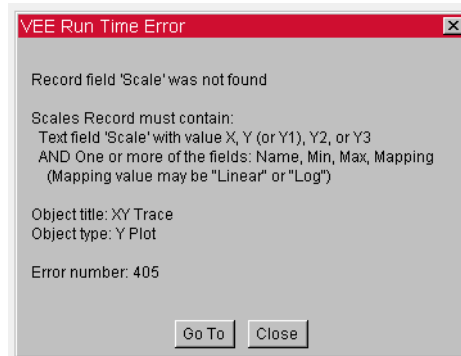 VEE Run Time Error
Record field 'Scale' was not found
Scales Record must contain:
Text field 'Scale' with value X, Y (or Y1), Y2, or Y3
AND One or more of the fields: Name, Min, Max, Mapping
(Mapping value may be "Linear" or "Log")
Object title: XY Trace
Object type: Y Plot
Error number: 405
Go To Close